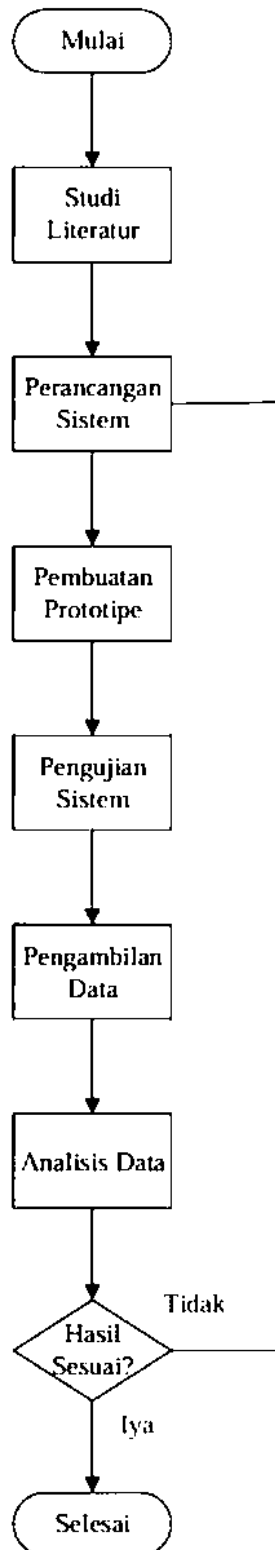 Mulai
Studi
Literatur
Perancangan
Sistem
Pembuatan
Prototipe
Pengujian
Sistem
Pengambilan
Data
Analisis Data
Tidak
Hasil
Sesuai?
Iya
Selesai